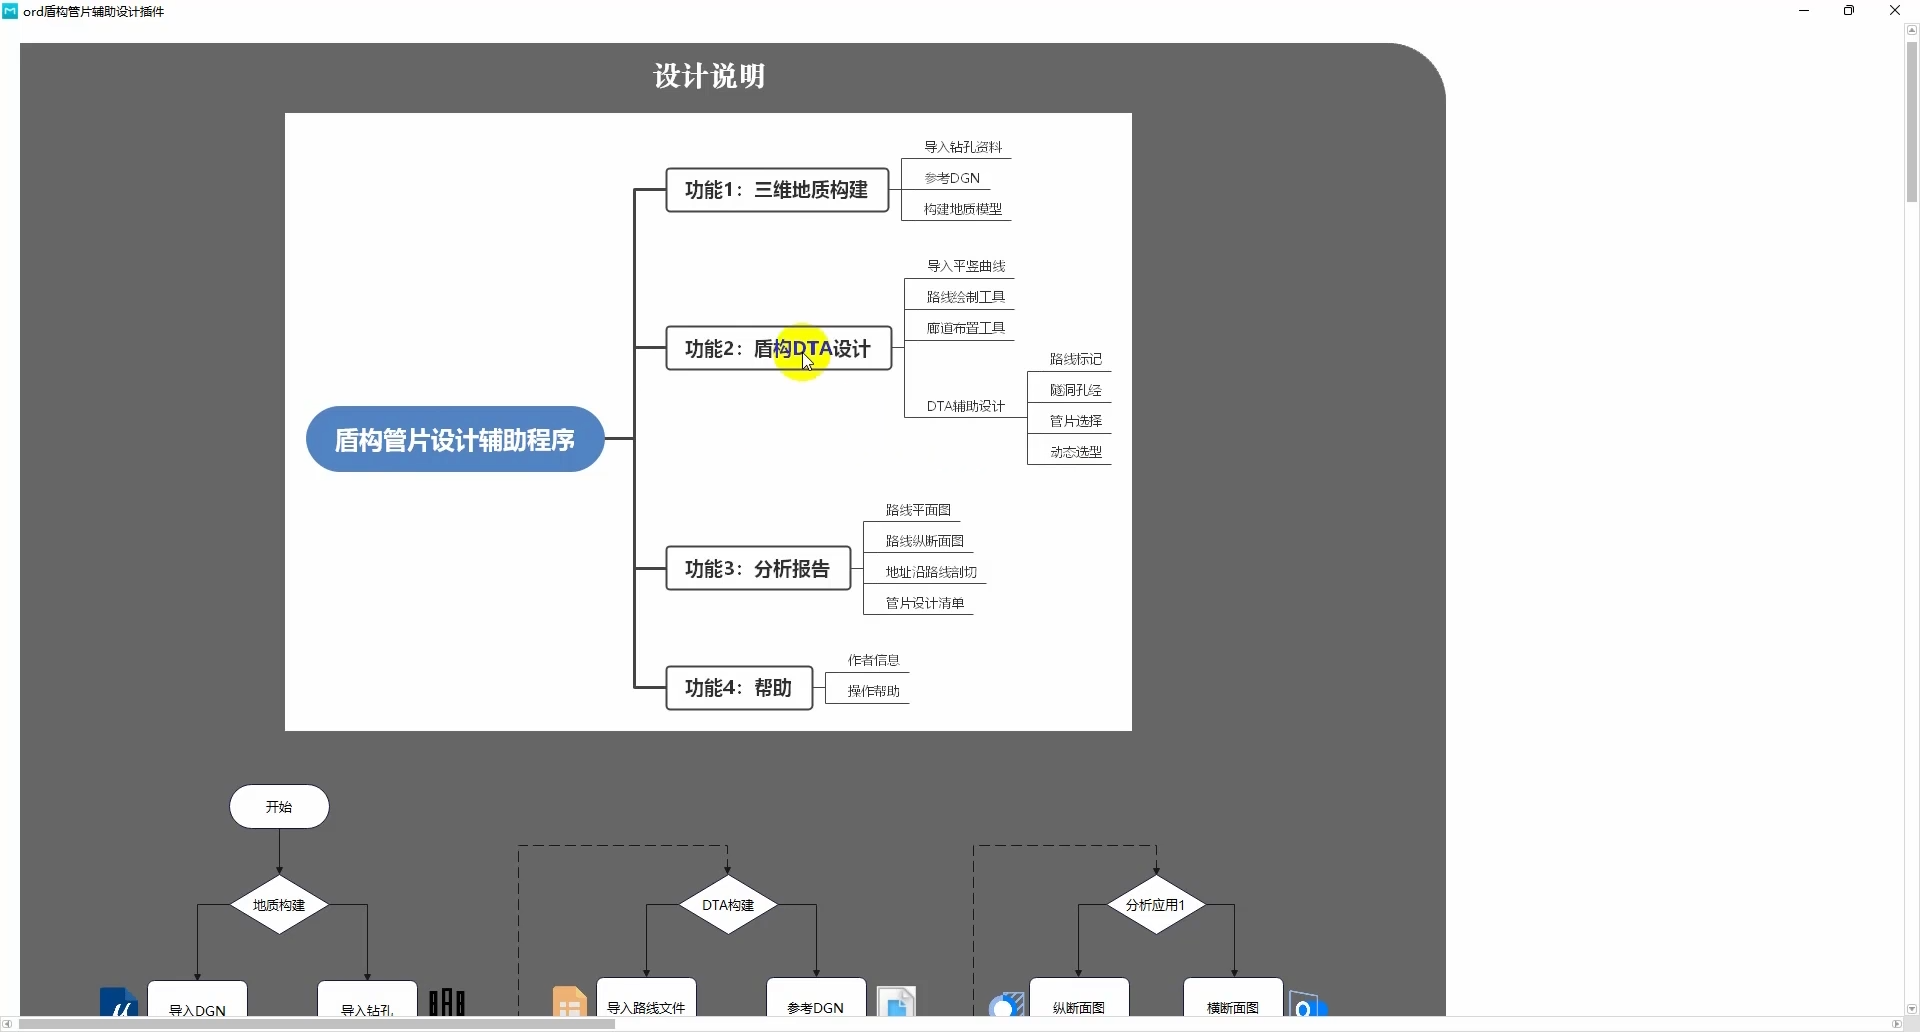 ord盾构管片辅助设计插件
设计说明
盾构管片设计辅助程序
功能1：三维地质构建
导入钻孔资料
参考DGN
构建地质模型
功能2：盾构DTA设计
导入平竖曲线
路线绘制工具
廊道布置工具
DTA辅助设计
路线标记
隧洞孔经
管片选择
动态选型
功能3：分析报告
路线平面图
路线纵断面图
地址沿路线剖切
管片设计清单
功能4：帮助
作者信息
操作帮助
开始
地质构建
DTA构建
分析应用1
导入DGN
导入钻孔
导入路线文件
参考DGN
纵断面图
横断面图